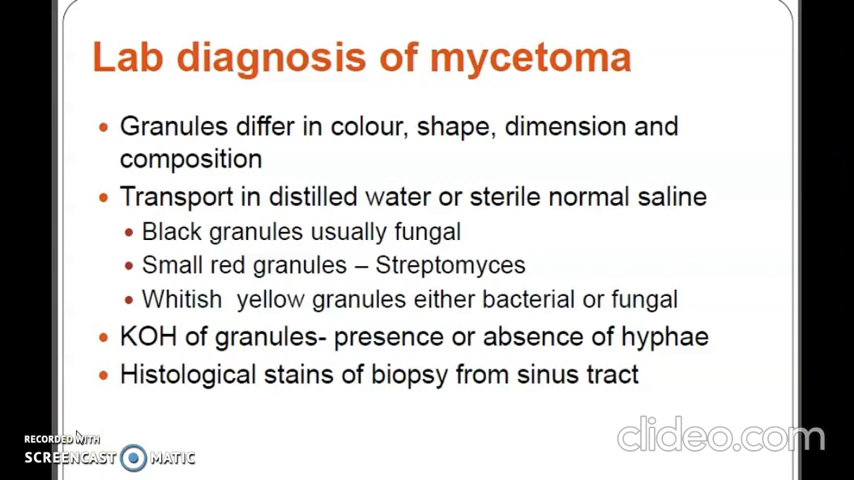 Lab diagnosis of mycetoma
Granules differ in colour, shape, dimension and
composition
Transport in distilled water or sterile normal saline
Black granules usually fungal
Small red granules – Streptomyces
Whitish yellow granules either bacterial or fungal
KOH of granules- presence or absence of hyphae
Histological stains of biopsy from sinus tract
RECORDED WITH
SCREENCAST MATIC
clideo.com